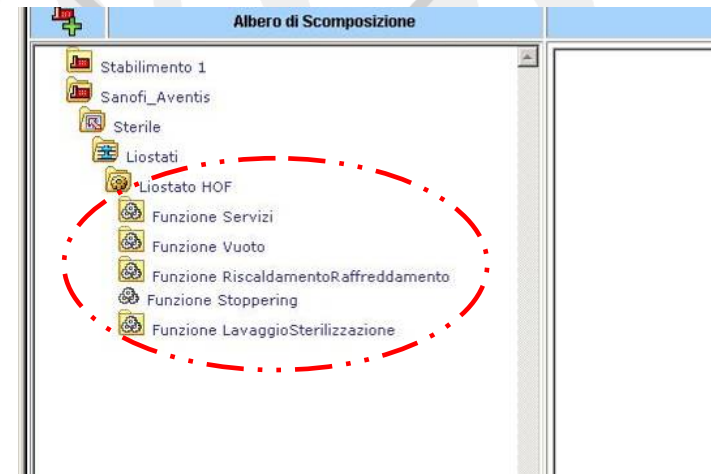 Albero di Scomposizione
Stabilimento 1
Sanofi_Aventis
Sterile
Liostati
Liostato HOF
Funzione Servizi
Funzione Vuoto
Funzione RiscaldamentoRaffreddamento
Funzione Stoppering
Funzione LavaggioSterilizzazione